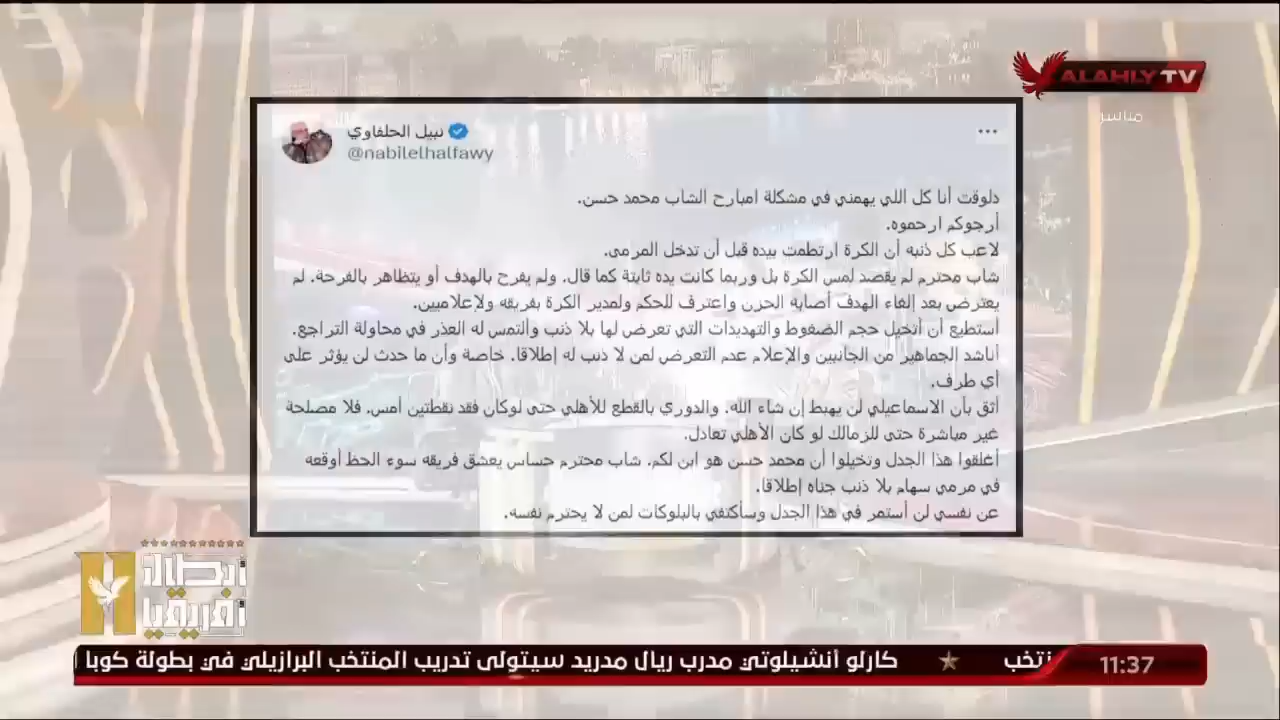 ALAHLY TV
مباشر
نبيل الحلفاوي
@nabilelhalfawy
دلوقت أنا كل اللي يهمني في مشكلة امبارح الشاب محمد حسن.
أرجوكم ارحموه.
لاعب كل ذنبه أن الكرة ارتطمت بيده قبل أن تدخل المرمى.
شاب محترم لم يقصد لمس الكرة بل وربما كانت يده ثابتة كما قال. ولم يفرح بالهدف أو يتظاهر بالفرحة. لم
يعترض بعد إلغاء الهدف أصابه الحزن واعترف للحكم ولمدير الكرة بفريقه ولإعلاميين.
أستطيع أن أتخيل حجم الضغوط والتهديدات التي تعرض لها بلا ذنب وألتمس له العذر في محاولة التراجع.
أناشد الجماهير من الجانبين والإعلام عدم التعرض لمن لا ذنب له إطلاقا. خاصة وأن ما حدث لن يؤثر على
أي طرف.
أثق بأن الاسماعيلي لن يهبط إن شاء الله. والدوري بالقطع للأهلي حتى لوكان فقد نقطتين أمس. فلا مصلحة
غير مباشرة حتى للزمالك لو كان الأهلي تعادل.
أغلقوا هذا الجدل وتخيلوا أن محمد حسن هو ابن لكم. شاب محترم حساس يعشق فريقه سوء الحظ أوقعه
في مرمي سهام بلا ذنب جناه إطلاقا.
عن نفسي لن أستمر في هذا الجدل وسأكتفي بالبلوكات لمن لا يحترم نفسه.
أبطال
أفريقيا
11
نتخب ★ كارلو أنشيلوتي مدرب ريال مدريد سيتولى تدريب المنتخب البرازيلي في بطولة كوبا
11:37